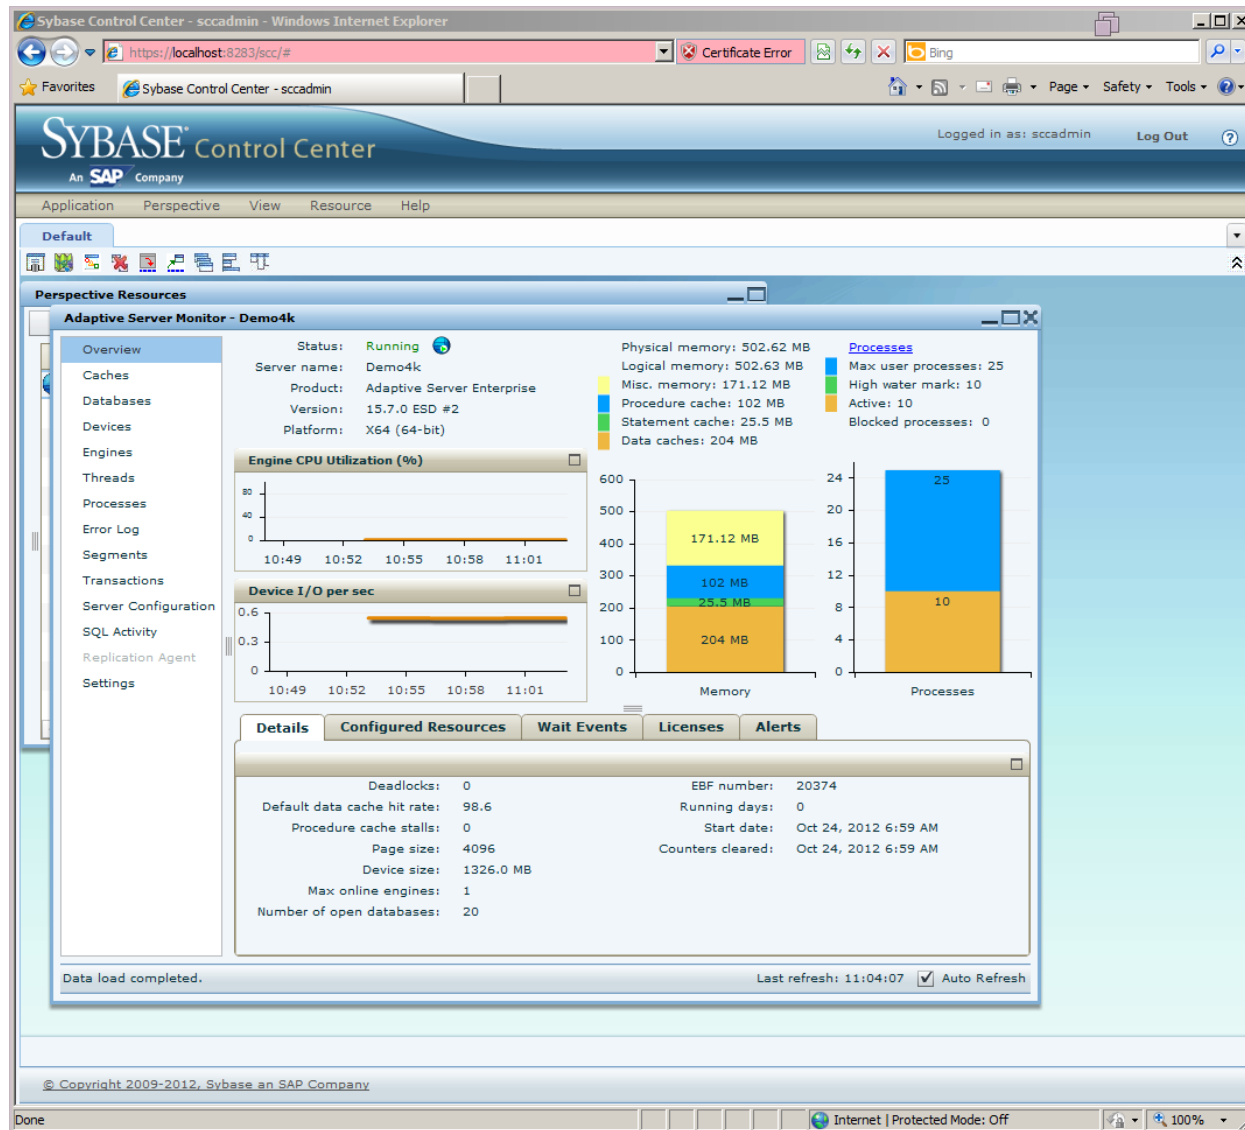 Sybase Control Center - sccadmin - Windows Internet Explorer
https://localhost:8283/scc/#
Certificate Error
Bing
Favorites
Sybase Control Center - sccadmin
Page
Safety
Tools
SYBASE Control Center
An SAP Company
Logged in as: sccadmin
Log Out
Application Perspective View Resource Help
Default
Perspective Resources
Adaptive Server Monitor - Demo4k
Overview
Caches
Databases
Devices
Engines
Threads
Processes
Error Log
Segments
Transactions
Server Configuration
SQL Activity
Replication Agent
Settings
Status: Running
Server name: Demo4k
Product: Adaptive Server Enterprise
Version: 15.7.0 ESD #2
Platform: X64 (64-bit)
Physical memory: 502.62 MB
Logical memory: 502.63 MB
Misc. memory: 171.12 MB
Procedure cache: 102 MB
Statement cache: 25.5 MB
Data caches: 204 MB
Processes
Max user processes: 25
High water mark: 10
Active: 10
Blocked processes: 0
Engine CPU Utilization (%)
80
40
0
10:49 10:52 10:55 10:58 11:01
Device I/O per sec
0.6
0.3
0
10:49 10:52 10:55 10:58 11:01
600
500
400
300
200
100
0
171.12 MB
102 MB
25.5 MB
204 MB
Memory
24
20
16
12
8
4
0
25
10
Processes
Details Configured Resources Wait Events Licenses Alerts
Deadlocks: 0
Default data cache hit rate: 98.6
Procedure cache stalls: 0
Page size: 4096
Device size: 1326.0 MB
Max online engines: 1
Number of open databases: 20
EBF number: 20374
Running days: 0
Start date: Oct 24, 2012 6:59 AM
Counters cleared: Oct 24, 2012 6:59 AM
Data load completed.
Last refresh: 11:04:07
Auto Refresh
© Copyright 2009-2012, Sybase an SAP Company
Done
Internet | Protected Mode: Off
100%